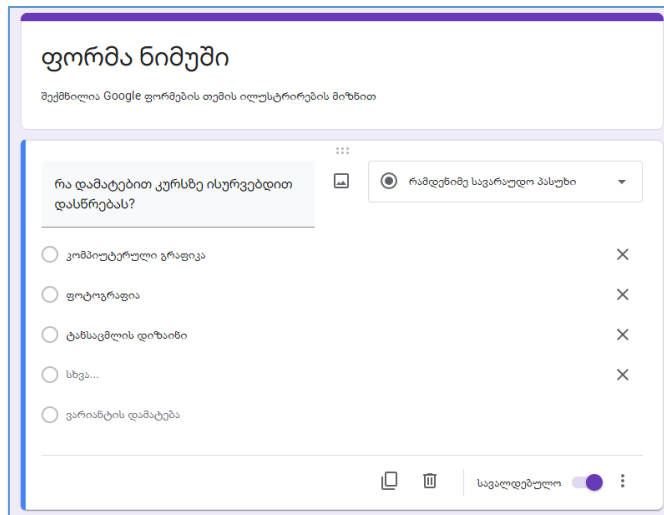 ფორმა ნიმუში
შექმნილია Google ფორმების თემის ილუსტრირების მიზნით
რა დამატებით კურსზე ისურვებდით
დასწრებას?
რამდენიმე სავარაუდო პასუხი
კომპიუტერული გრაფიკა
ფოტოგრაფია
ტანსაცმლის დიზაინი
სხვა...
ვარიანტის დამატება
სავალდებულო